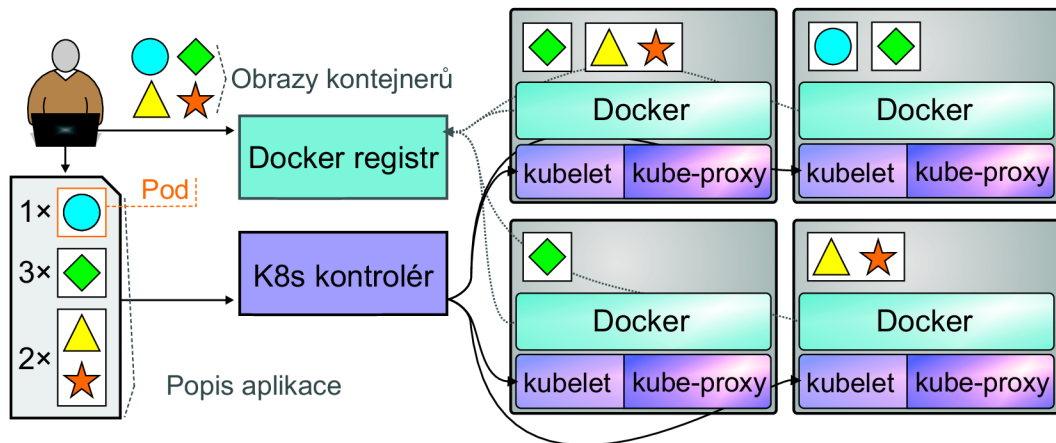 Obrazy kontejnerů
Docker registr
Pod
1×
3×
2×
K8s kontrolér
Popis aplikace
Docker
kubelet
kube-proxy
Docker
kubelet
kube-proxy
Docker
kubelet
kube-proxy
Docker
kubelet
kube-proxy